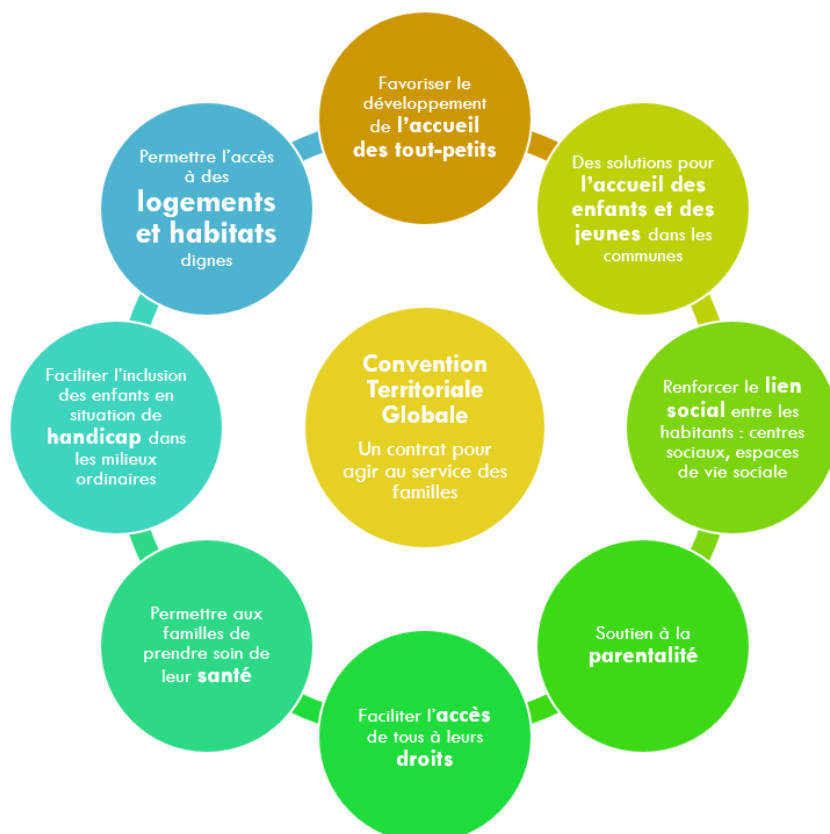 Favoriser le
développement
de l'accueil
des tout-petits
Des solutions pour
l'accueil des
enfants et des
jeunes dans les
communes
Renforcer le lien
social entre les
habitants : centres
sociaux, espaces
de vie sociale
Soutien à la
parentalité
Faciliter l'accès
de tous à leurs
droits
Permettre aux
familles de
prendre soin de
leur santé
Faciliter l'inclusion
des enfants en
situation de
handicap dans
les milieux
ordinaires
Permettre l'accès
à des
logements
et habitats
dignes
Convention
Territoriale
Globale
Un contrat pour
agir au service des
familles